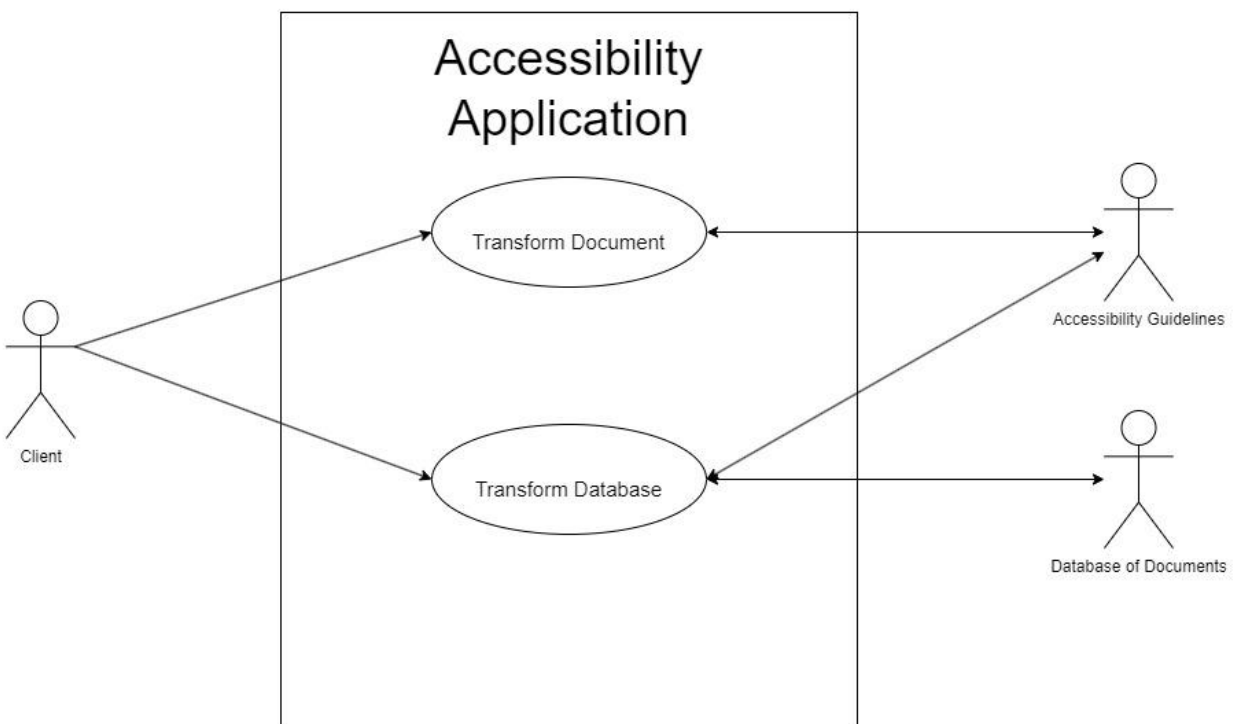 Accessibility
Application
Transform Document
Accessibility Guidelines
Client
Transform Database
Database of Documents